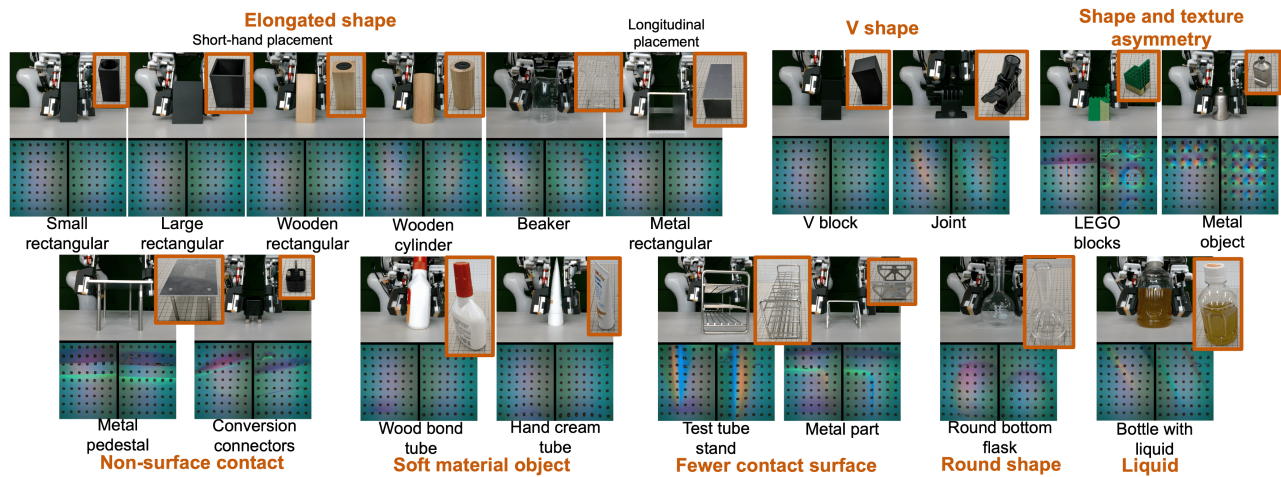 Elongated shape
Short-hand placement
Longitudinal
placement
V shape
Shape and texture
asymmetry
Small
rectangular
Large
rectangular
Wooden
rectangular
Wooden
cylinder
Beaker
Metal
rectangular
V block
Joint
LEGO
blocks
Metal
object
Metal
pedestal
Conversion
connectors
Wood bond
tube
Hand cream
tube
Test tube
stand
Metal part
Round bottom
flask
Bottle with
liquid
Non-surface contact
Soft material object
Fewer contact surface
Round shape
Liquid